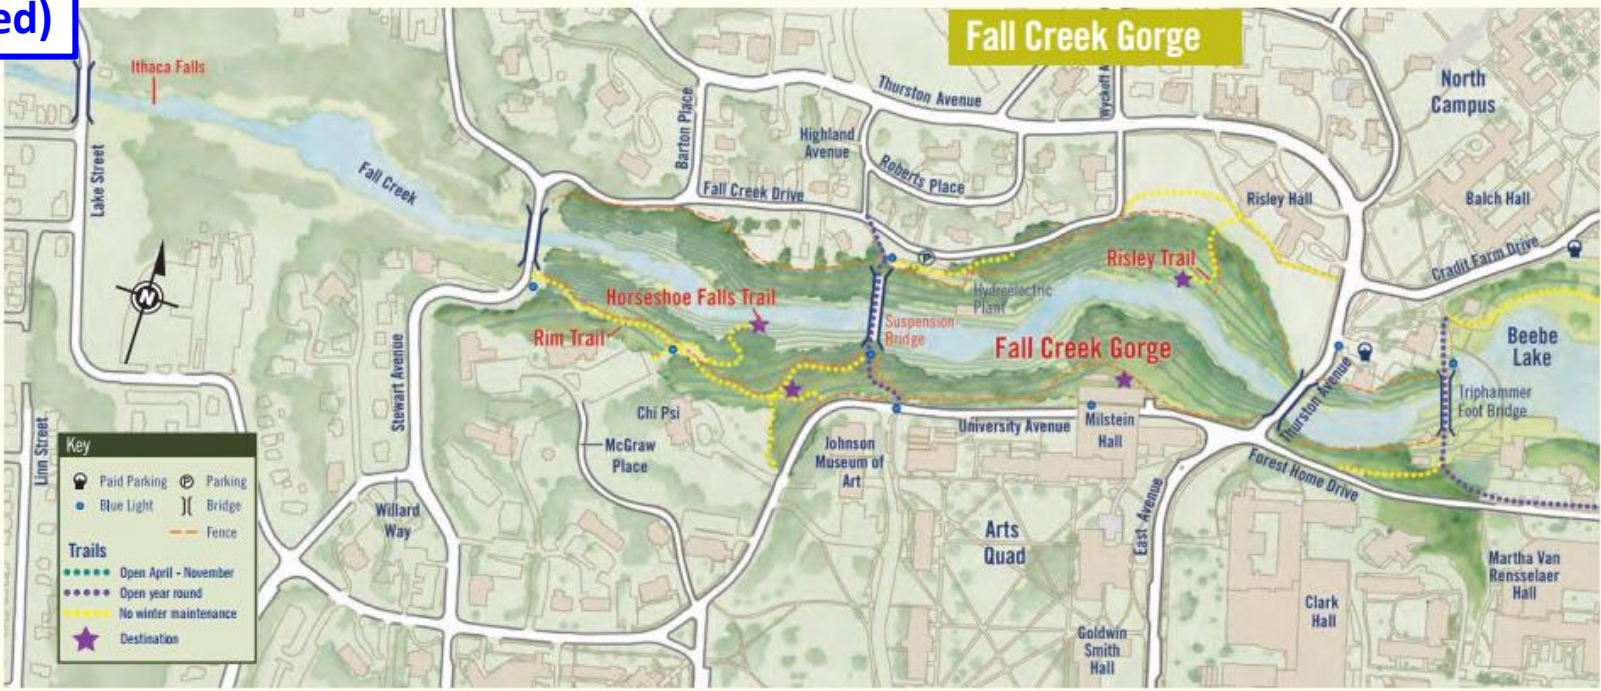 ed)
Fall Creek Gorge
Ithaca Falls
Thurston Avenue
North
Campus
Barton Place
Highland
Avenue
Lake Street
Fall Creek
Roberts Place
Fall Creek Drive
Risley Hall
Balch Hall
Cradit Farm Drive
P
Risley Trail
Hydroelectric
Plant
Horseshoe Falls Trail
N
Rim Trail
Suspension
Bridge
Fall Creek Gorge
Beebe
Lake
Stewart Avenue
Thurston Avenue
Triphammer
Foot Bridge
Chi Psi
University Avenue
Milstein
Hall
McGraw
Place
Johnson
Museum of
Art
Forest Home Drive
Linn Street
Key
Paid Parking
P Parking
Blue Light
Bridge
Fence
Trails
Open April - November
Open year round
No winter maintenance
Destination
Willard
Way
Arts
Quad
East Avenue
Martha Van
Rensselaer
Hall
Clark
Hall
Goldwin
Smith
Hall